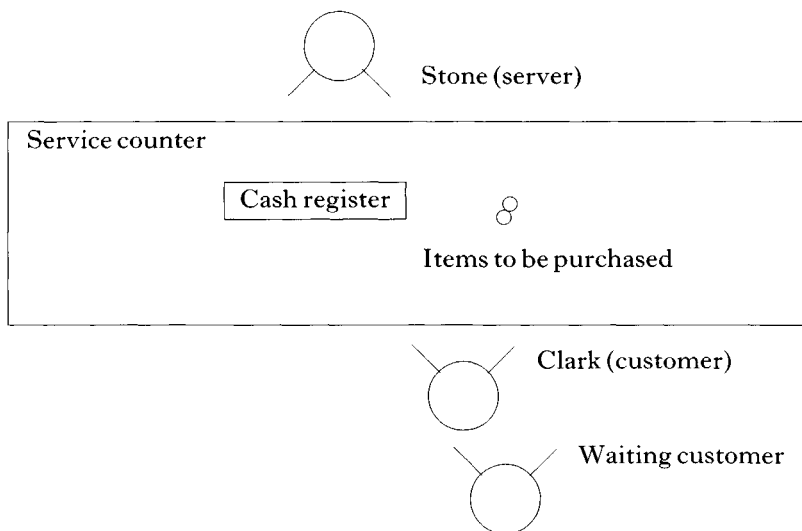 Stone (server)
Service counter
Cash register
Items to be purchased
Clark (customer)
Waiting customer